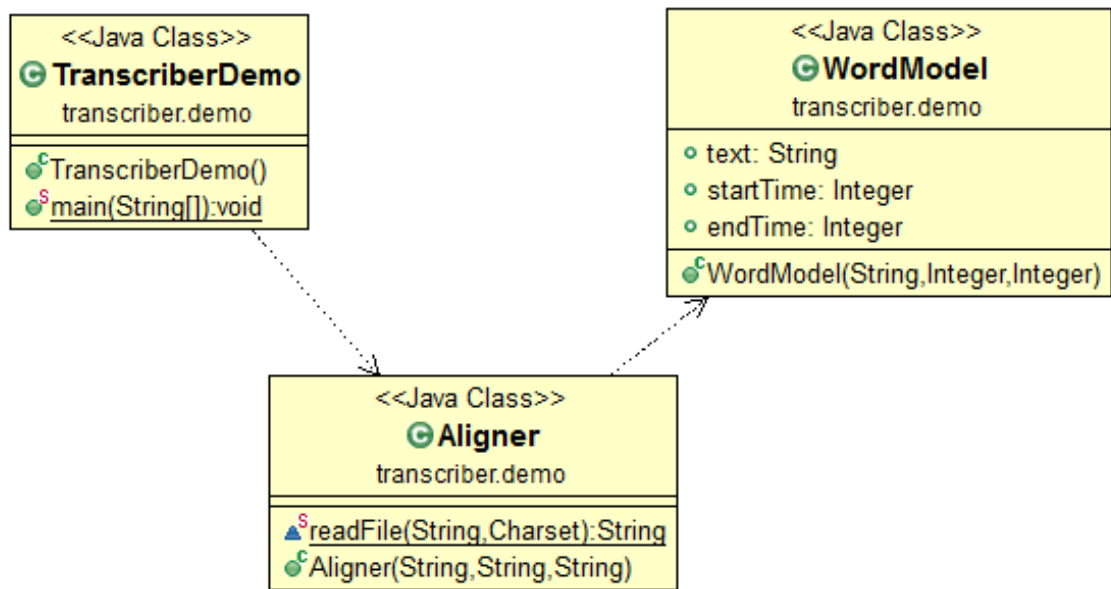 <<Java Class>>
TranscriberDemo
transcriber.demo
TranscriberDemo()
main(String[]):void
<<Java Class>>
WordModel
transcriber.demo
text: String
startTime: Integer
endTime: Integer
WordModel(String,Integer,Integer)
<<Java Class>>
Aligner
transcriber.demo
readFile(String,Charset):String
Aligner(String,String,String)